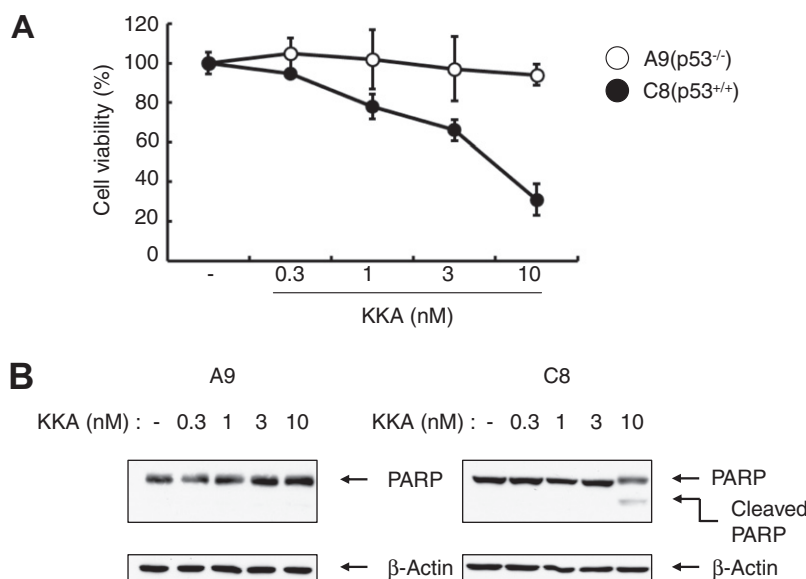 A
120
100
80
60
40
20
0
Cell viability (%)
A9(p53-/-)
C8(p53+/+)
- 0.3 1 3 10
KKA (nM)
B
A9 C8
KKA (nM) : - 0.3 1 3 10 KKA (nM) : - 0.3 1 3 10
PARP PARP
Cleaved
PARP
β-Actin β-Actin